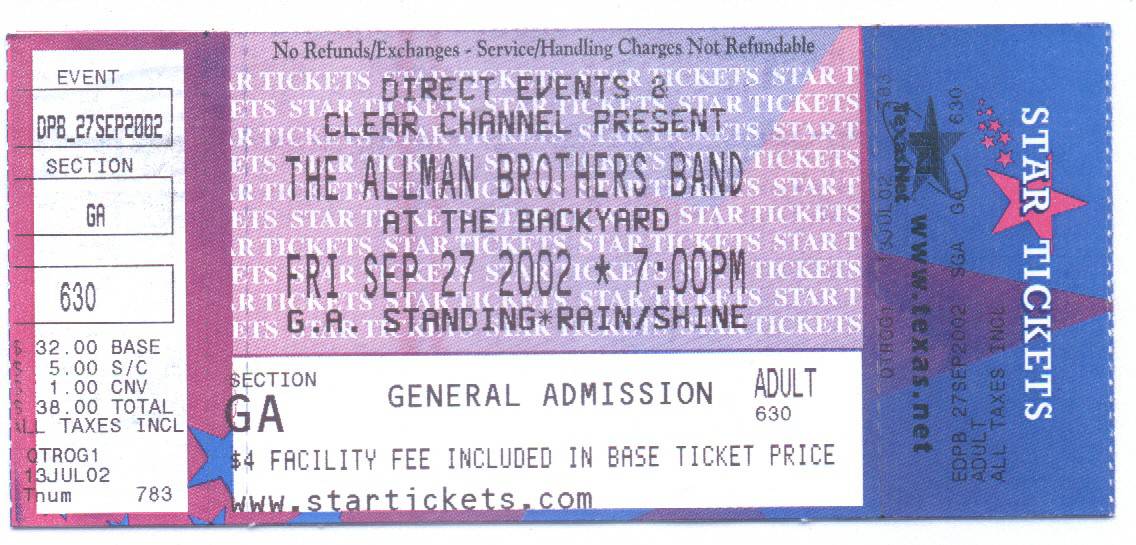 EVENT
DPB_27SEP2002
SECTION
GA
630
$ 32.00 BASE
$ 5.00 S/C
$ 1.00 CNV
$ 38.00 TOTAL
ALL TAXES INCL
QTROG1
13JUL02
Tnum 783
No Refunds/Exchanges - Service/Handling Charges Not Refundable
DIRECT EVENTS &
CLEAR CHANNEL PRESENT
THE ALLMAN BROTHERS BAND
AT THE BACKYARD
FRI SEP 27 2002 * 7:00PM
G.A. STANDING*RAIN/SHINE
SECTION
GA
GENERAL ADMISSION
ADULT
630
$4 FACILITY FEE INCLUDED IN BASE TICKET PRICE
www.startickets.com
783
TexasNet
www.texas.net
QTROG1
EDPB 27SEP2002 SGA GA 630
ADULT
ALL TAXES INCL
STAR TICKETS